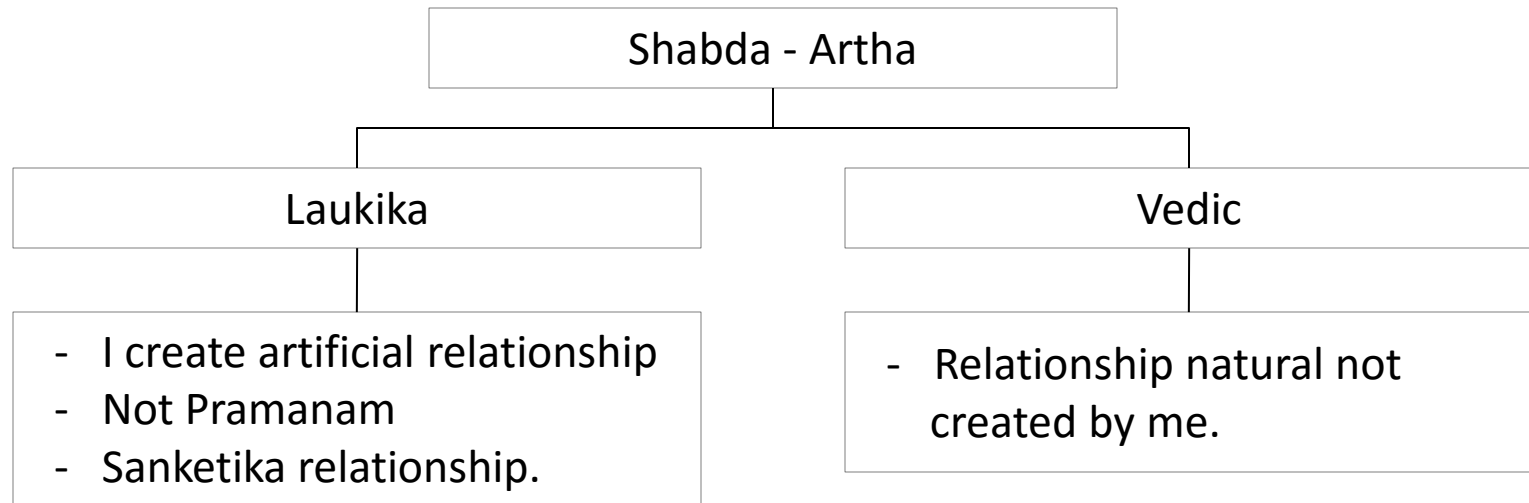 Shabda - Artha
Laukika
Vedic
- I create artificial relationship
- Not Pramanam
- Sanketika relationship.
- Relationship natural not
created by me.